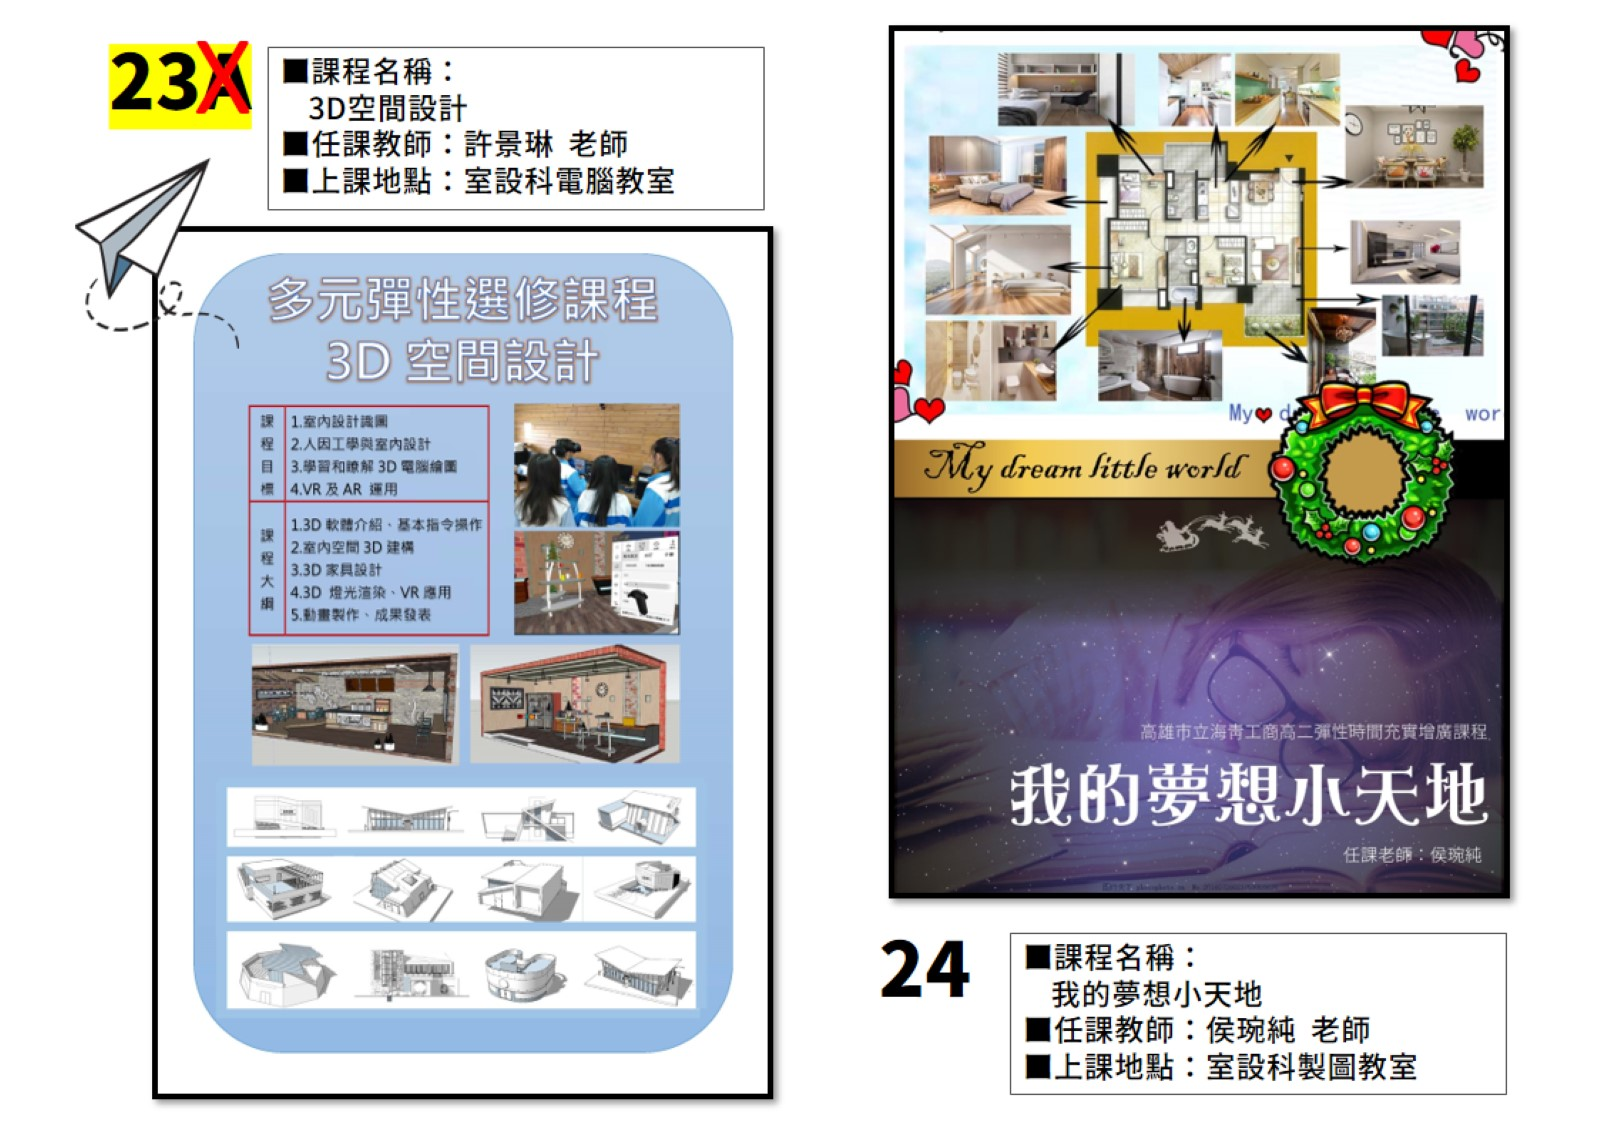 23A
■課程名稱：
3D空間設計
■任課教師：許景琳 老師
■上課地點：室設科電腦教室
多元彈性選修課程
3D 空間設計
課程目標
1.室內設計識圖
2.人因工學與室內設計
3.學習和瞭解 3D 電腦繪圖
4.VR 及 AR 運用
課程大綱
1.3D 軟體介紹、基本指令操作
2.室內空間 3D 建構
3.3D 家具設計
4.3D 燈光渲染、VR 應用
5.動畫製作、成果發表
My d
wor
My dream little world
高雄市立海青工商高二彈性時間充實增廣課程
我的夢想小天地
任課老師：侯琬純
24
■課程名稱：
我的夢想小天地
■任課教師：侯琬純 老師
■上課地點：室設科製圖教室